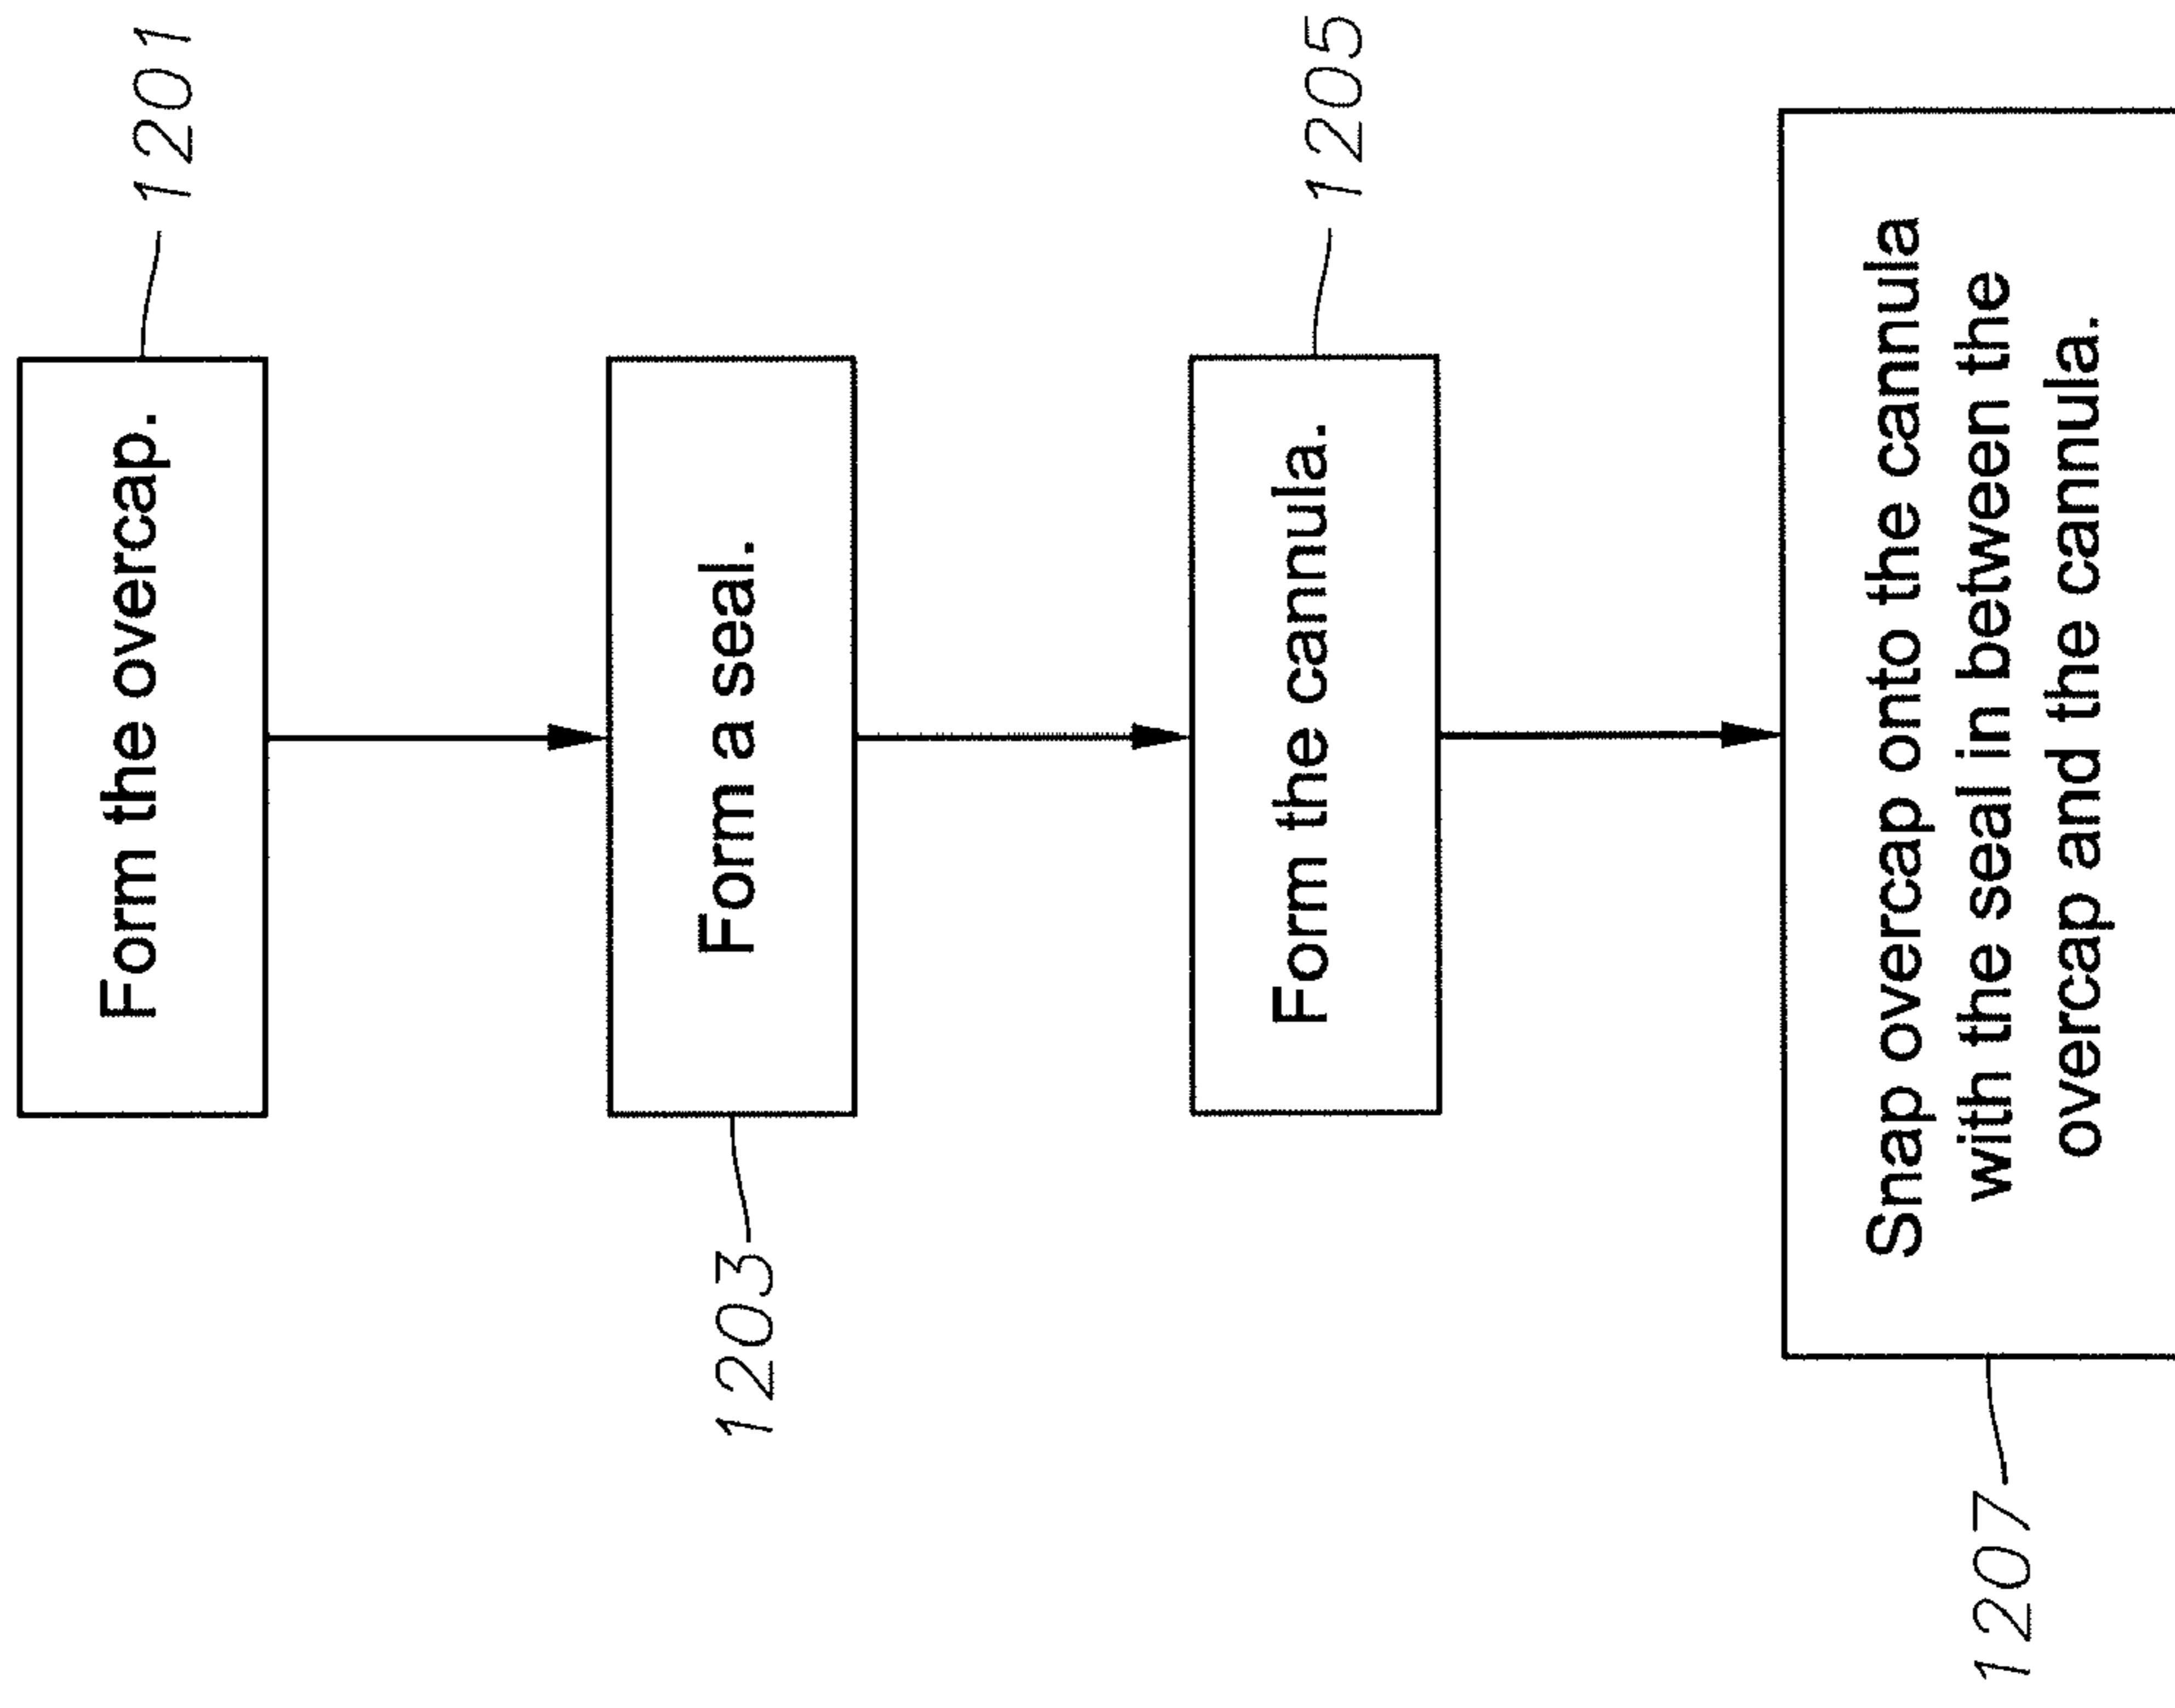 Form the overcap.
1201
Form a seal.
1203
Form the cannula.
1205
Snap overcap onto the cannula
with the seal in between the
overcap and the cannula.
1207